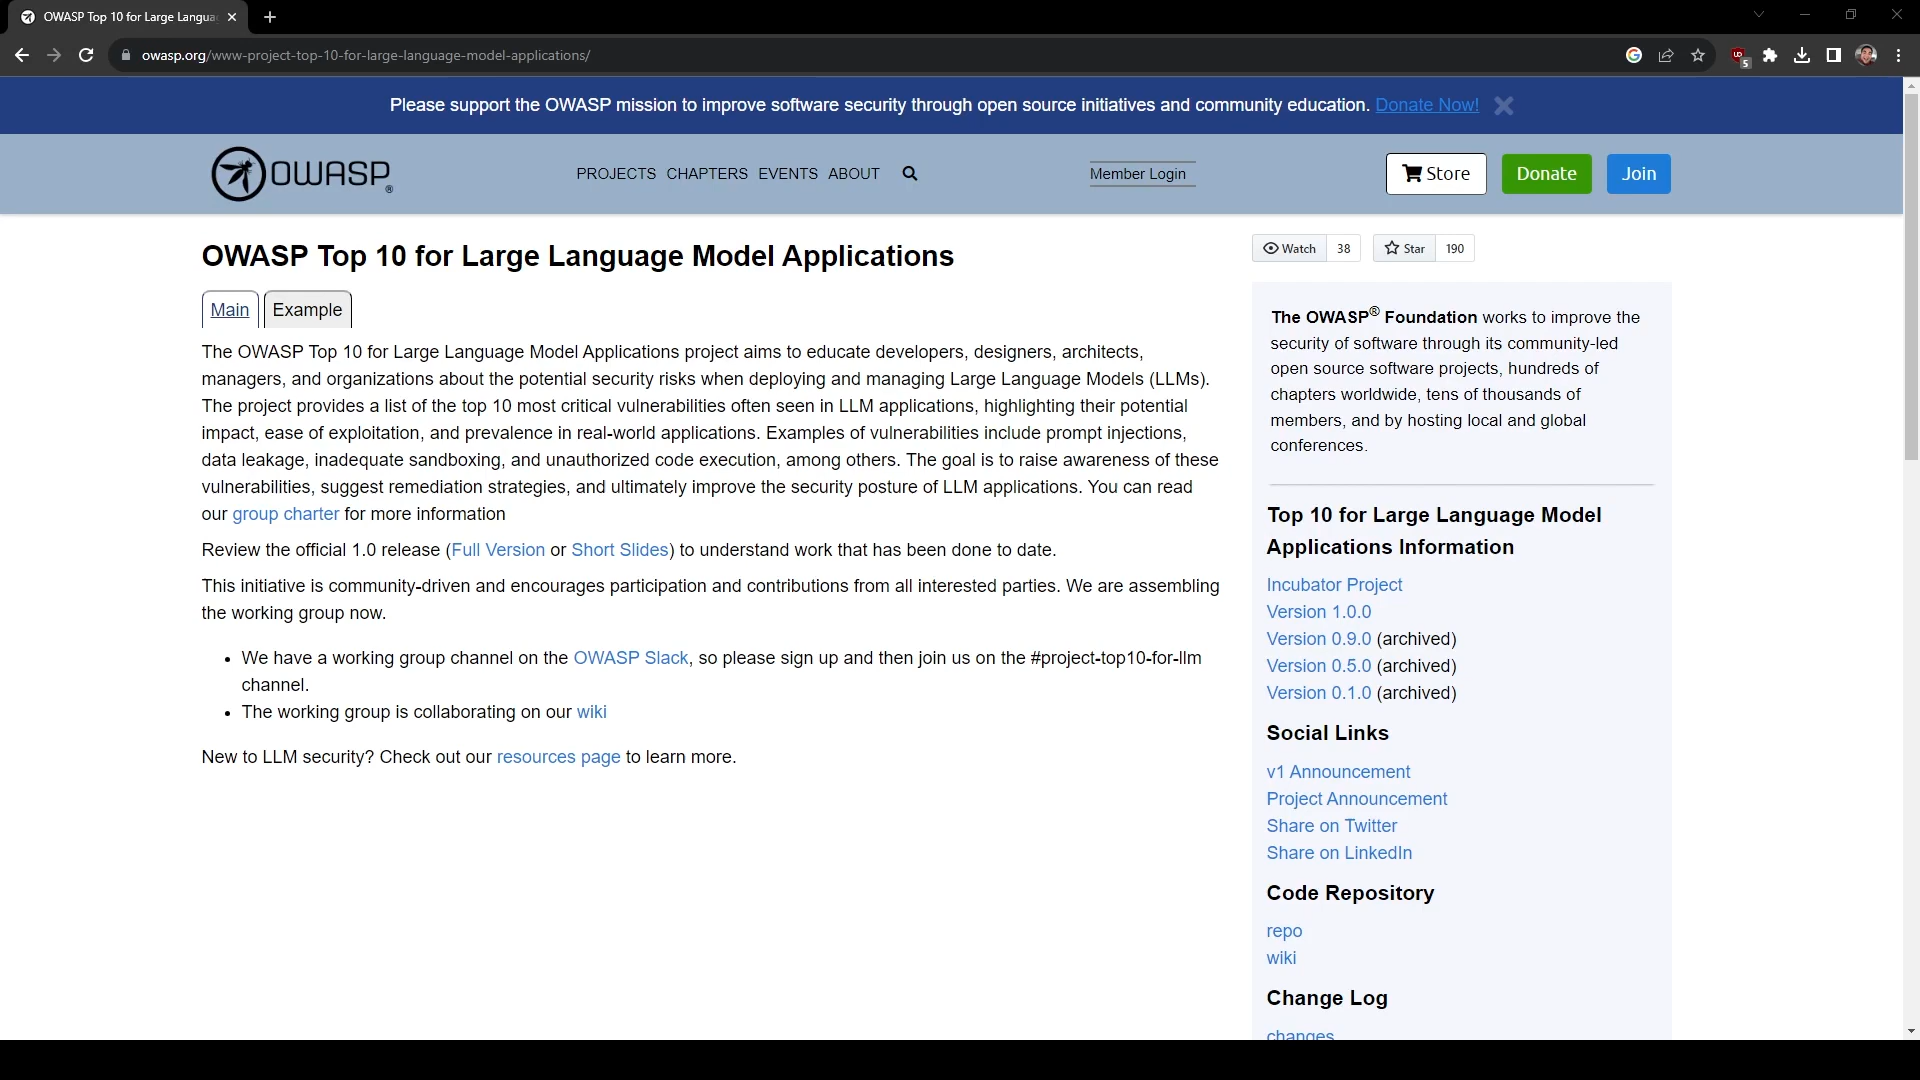 OWASP Top 10 for Large Langua
owasp.org/www-project-top-10-for-large-language-model-applications/
5
Please support the OWASP mission to improve software security through open source initiatives and community education. Donate Now!
OWASP®
PROJECTS CHAPTERS EVENTS ABOUT
Member Login
Store
Donate
Join
OWASP Top 10 for Large Language Model Applications
Main
Example
The OWASP Top 10 for Large Language Model Applications project aims to educate developers, designers, architects,
managers, and organizations about the potential security risks when deploying and managing Large Language Models (LLMs).
The project provides a list of the top 10 most critical vulnerabilities often seen in LLM applications, highlighting their potential
impact, ease of exploitation, and prevalence in real-world applications. Examples of vulnerabilities include prompt injections,
data leakage, inadequate sandboxing, and unauthorized code execution, among others. The goal is to raise awareness of these
vulnerabilities, suggest remediation strategies, and ultimately improve the security posture of LLM applications. You can read
our group charter for more information
Review the official 1.0 release (Full Version or Short Slides) to understand work that has been done to date.
This initiative is community-driven and encourages participation and contributions from all interested parties. We are assembling
the working group now.
• We have a working group channel on the OWASP Slack, so please sign up and then join us on the #project-top10-for-llm
channel.
• The working group is collaborating on our wiki
New to LLM security? Check out our resources page to learn more.
Watch 38
Star 190
The OWASP® Foundation works to improve the
security of software through its community-led
open source software projects, hundreds of
chapters worldwide, tens of thousands of
members, and by hosting local and global
conferences.
Top 10 for Large Language Model
Applications Information
Incubator Project
Version 1.0.0
Version 0.9.0 (archived)
Version 0.5.0 (archived)
Version 0.1.0 (archived)
Social Links
v1 Announcement
Project Announcement
Share on Twitter
Share on LinkedIn
Code Repository
repo
wiki
Change Log
changes